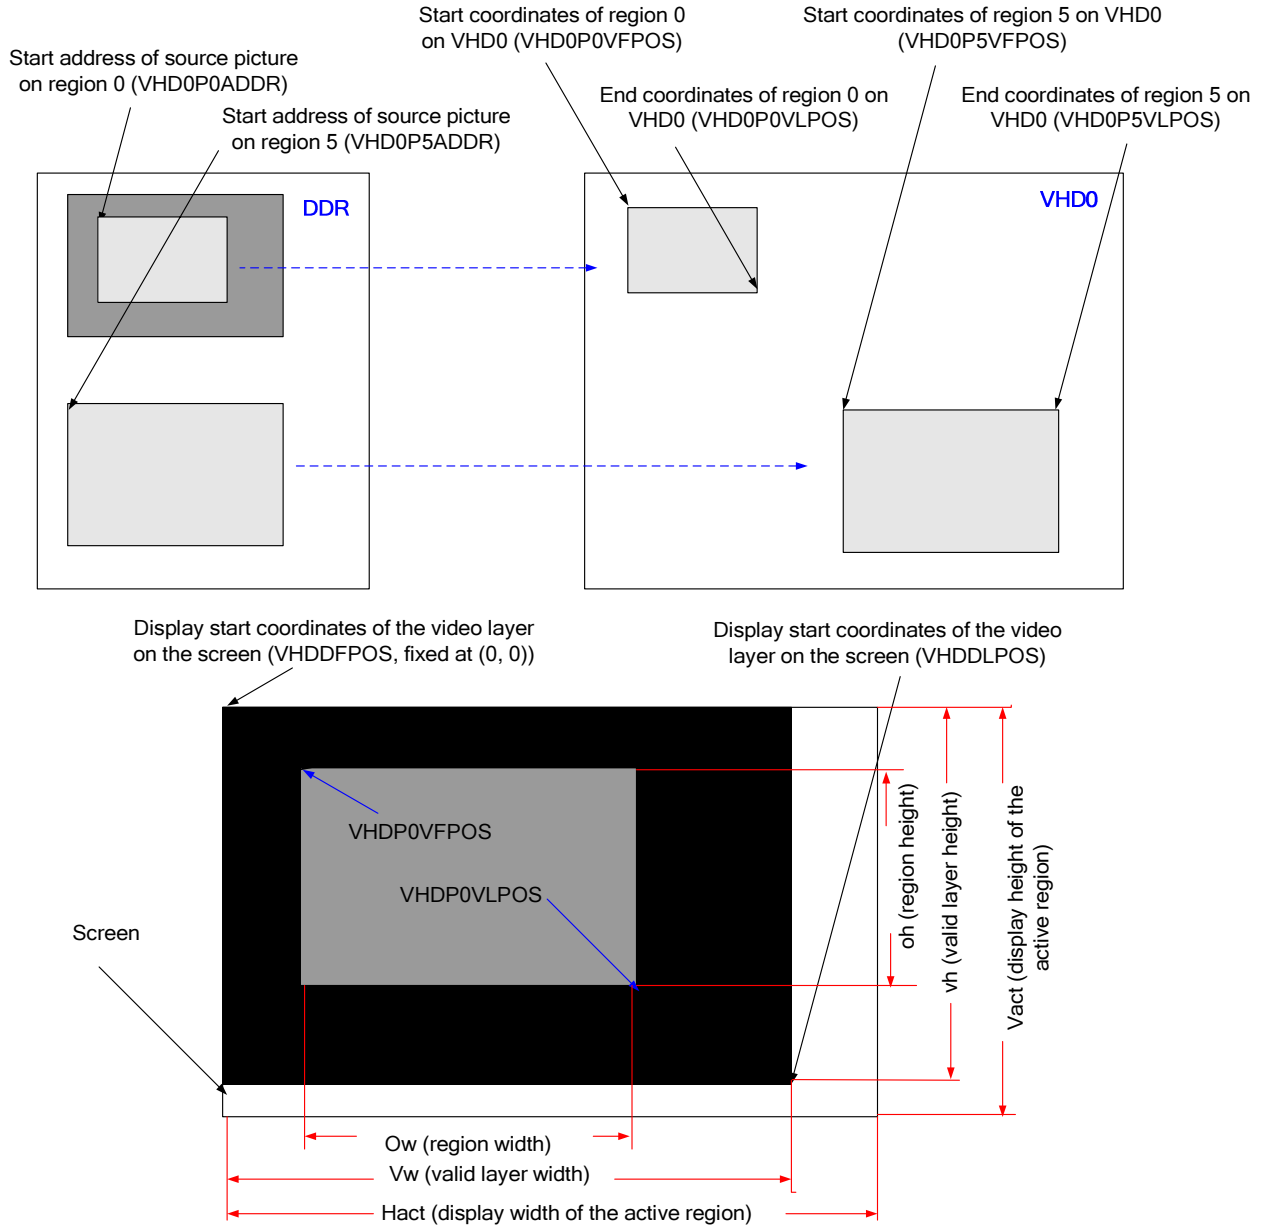 Start coordinates of region 0
on VHD0 (VHD0P0VFPOS)
Start coordinates of region 5 on VHD0
(VHD0P5VFPOS)
Start address of source picture
on region 0 (VHD0P0ADDR)
Start address of source picture
on region 5 (VHD0P5ADDR)
End coordinates of region 0 on
VHD0 (VHD0P0VLPOS)
End coordinates of region 5 on
VHD0 (VHD0P5VLPOS)
DDR
VHD0
Display start coordinates of the video layer
on the screen (VHDDFPOS, fixed at (0, 0))
Display start coordinates of the video
layer on the screen (VHDDLPOS)
VHDP0VFPOS
VHDP0VLPOS
Screen
oh (region height)
vh (valid layer height)
Vact (display height of the
active region)
Ow (region width)
Vw (valid layer width)
Hact (display width of the active region)